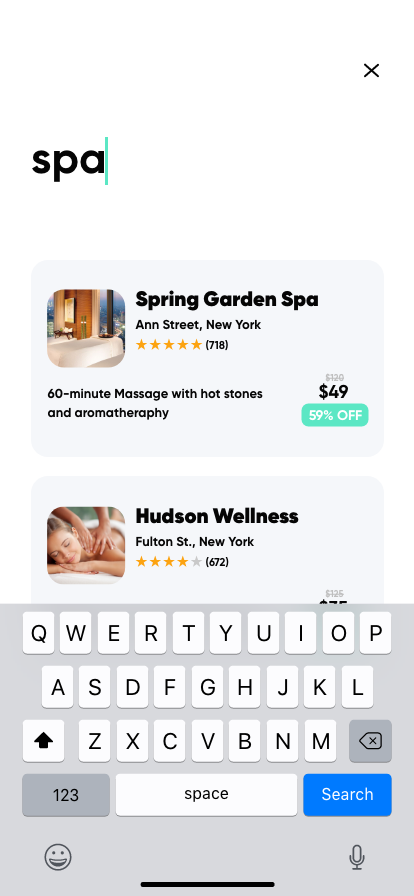 spa
Spring Garden Spa
Ann Street, New York
(718)
60-minute Massage with hot stones
and aromatheraphy
$120
$49
59% OFF
Hudson Wellness
Fulton St., New York
(672)
$125
Q W E R T Y U I O P
A S D F G H J K L
Z X C V B N M
123 space Search